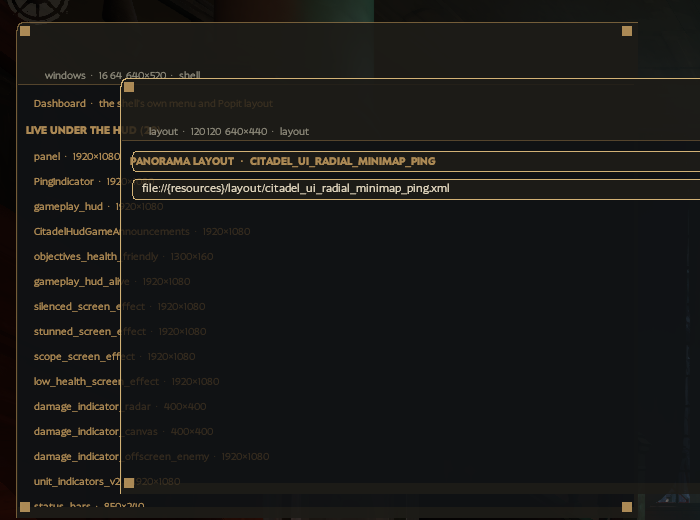 windows · 16 64 640×520 · shell
Dashboard · the shell's own menu and Popit layout
LIVE UNDER THE HUD
layout · 120 120 640×440 · layout
panel · 1920×1080
PANORAMA LAYOUT · CITADEL_UI_RADIAL_MINIMAP_PING
PingIndicator
file://{resources}/layout/citadel_ui_radial_minimap_ping.xml
gameplay_hud · 1920×1080
CitadelHudGameAnnouncements · 1920×1080
objectives_health_friendly · 1300×160
gameplay_hud_alive · 1920×1080
silenced_screen_effect · 1920×1080
stunned_screen_effect · 1920×1080
scope_screen_effect · 1920×1080
low_health_screen_effect · 1920×1080
damage_indicator_radar · 400×400
damage_indicator_canvas · 400×400
damage_indicator_offscreen_enemy · 1920×1080
unit_indicators_v2 · 1920×1080
status_bars · 850×240